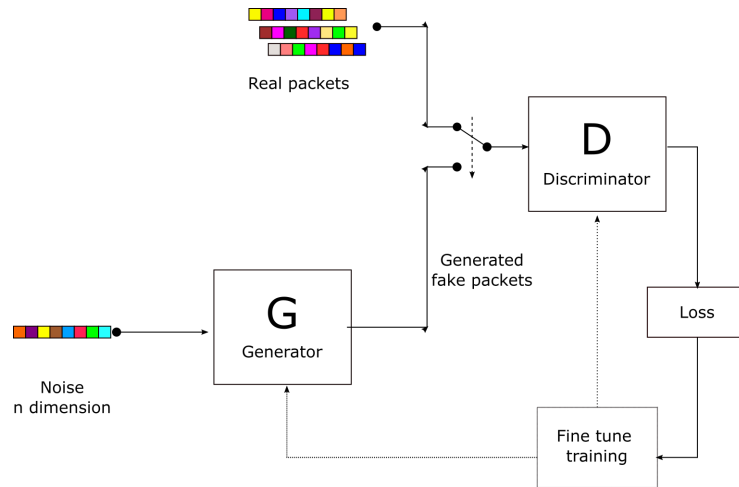 Real packets
D
Discriminator
Generated
fake packets
G
Generator
Loss
Noise
n dimension
Fine tune
training